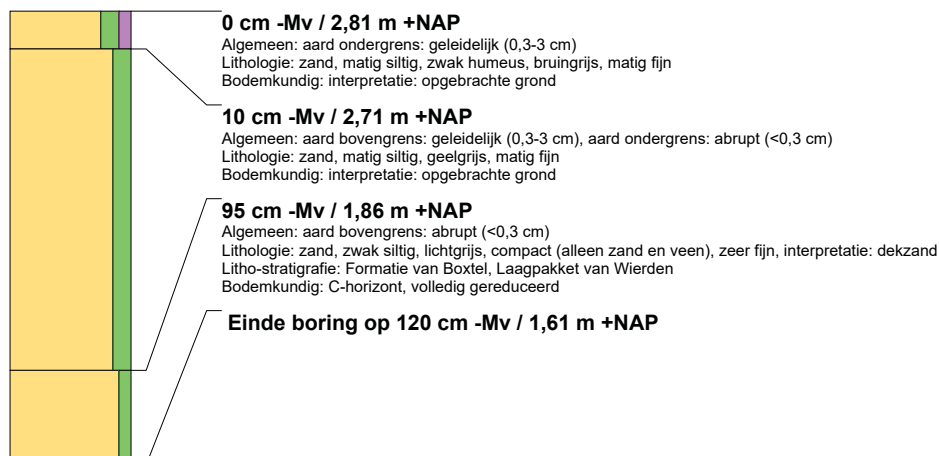 0 cm -Mv / 2,81 m +NAP
Algemeen: aard ondergrens: geleidelijk (0,3-3 cm)
Lithologie: zand, matig siltig, zwak humeus, bruingrijs, matig fijn
Bodemkundig: interpretatie: opgebrachte grond
10 cm -Mv / 2,71 m +NAP
Algemeen: aard bovengrens: geleidelijk (0,3-3 cm), aard ondergrens: abrupt (<0,3 cm)
Lithologie: zand, matig siltig, geelgrijs, matig fijn
Bodemkundig: interpretatie: opgebrachte grond
95 cm -Mv / 1,86 m +NAP
Algemeen: aard bovengrens: abrupt (<0,3 cm)
Lithologie: zand, zwak siltig, lichtgrijs, compact (alleen zand en veen), zeer fijn, interpretatie: dekzand
Litho-stratigrafie: Formatie van Boxtel, Laagpakket van Wierden
Bodemkundig: C-horizont, volledig gereduceerd
Einde boring op 120 cm -Mv / 1,61 m +NAP